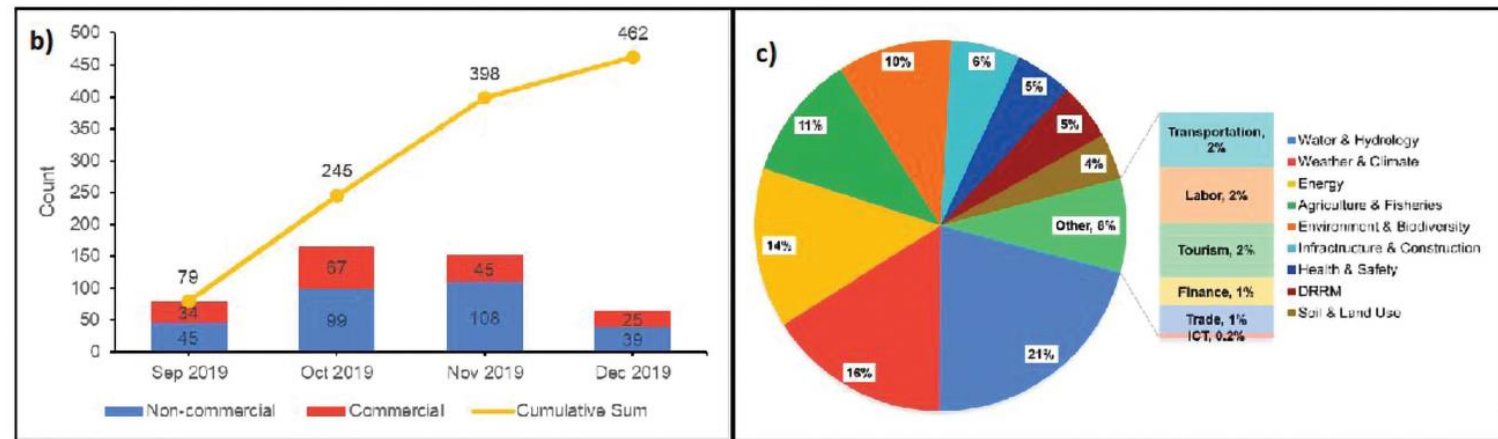 b)
500
450
400
350
300
250
200
150
100
50
0
Count
79
245
398
462
34
45
67
99
45
108
25
39
Sep 2019
Oct 2019
Nov 2019
Dec 2019
Non-commercial
Commercial
Cumulative Sum
c)
10%
6%
5%
5%
4%
Other, 8%
21%
16%
14%
11%
Transportation,
2%
Labor, 2%
Tourism, 2%
Finance, 1%
Trade, 1%
ICT, 0.2%
Water & Hydrology
Weather & Climate
Energy
Agriculture & Fisheries
Environment & Biodiversity
Infractructure & Construction
Health & Safety
DRRM
Soil & Land Use